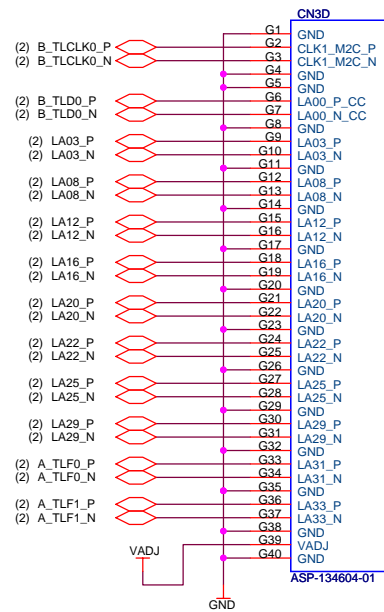 CN3D
G1 GND
(2) B_TLCLK0_P G2 CLK1_M2C_P
(2) B_TLCLK0_N G3 CLK1_M2C_N
G4 GND
G5 GND
(2) B_TLD0_P G6 LA00_P_CC
(2) B_TLD0_N G7 LA00_N_CC
G8 GND
(2) LA03_P G9 LA03_P
(2) LA03_N G10 LA03_N
G11 GND
(2) LA08_P G12 LA08_P
(2) LA08_N G13 LA08_N
G14 GND
(2) LA12_P G15 LA12_P
(2) LA12_N G16 LA12_N
G17 GND
(2) LA16_P G18 LA16_P
(2) LA16_N G19 LA16_N
G20 GND
(2) LA20_P G21 LA20_P
(2) LA20_N G22 LA20_N
G23 GND
(2) LA22_P G24 LA22_P
(2) LA22_N G25 LA22_N
G26 GND
(2) LA25_P G27 LA25_P
(2) LA25_N G28 LA25_N
G29 GND
(2) LA29_P G30 LA29_P
(2) LA29_N G31 LA29_N
G32 GND
(2) A_TLF0_P G33 LA31_P
(2) A_TLF0_N G34 LA31_N
G35 GND
(2) A_TLF1_P G36 LA33_P
(2) A_TLF1_N G37 LA33_N
G38 GND
G39 VADJ
VADJ G40 GND
ASP-134604-01
GND